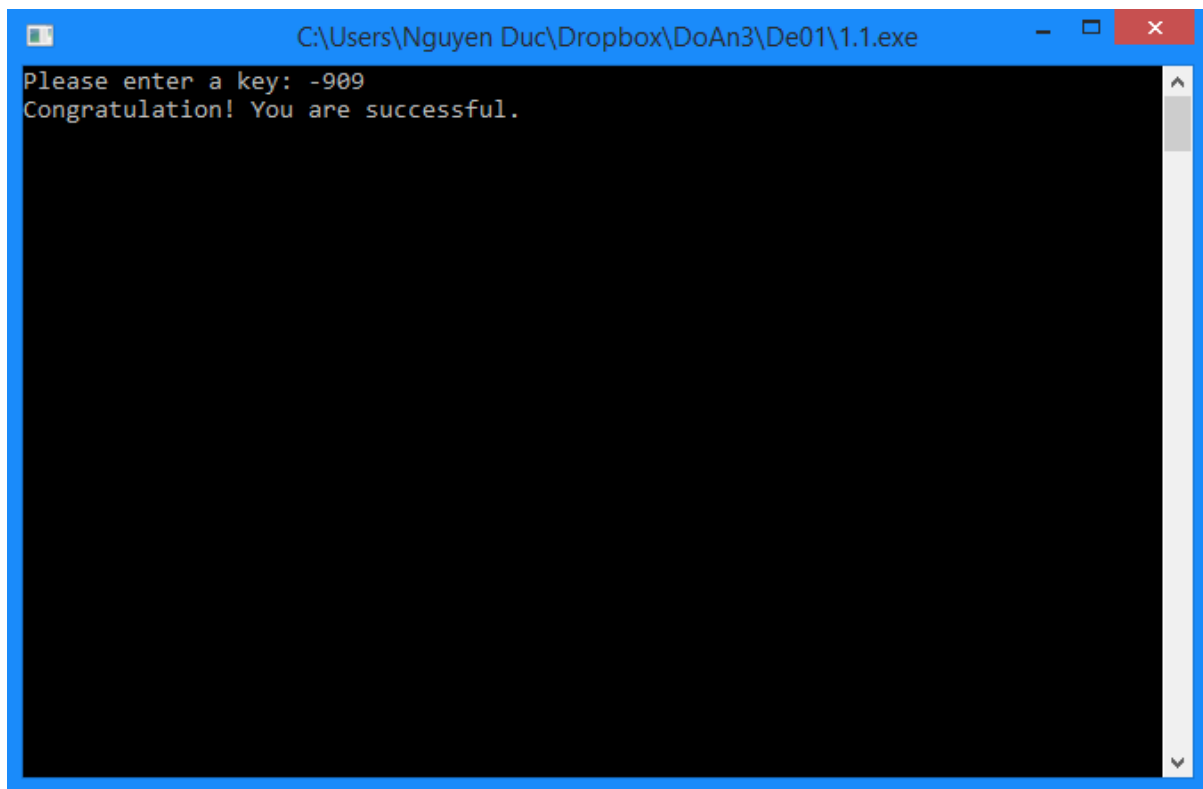 C:\Users\Nguyen Duc\Dropbox\DoAn3\De01\1.1.exe
Please enter a key: -909
Congratulation! You are successful.